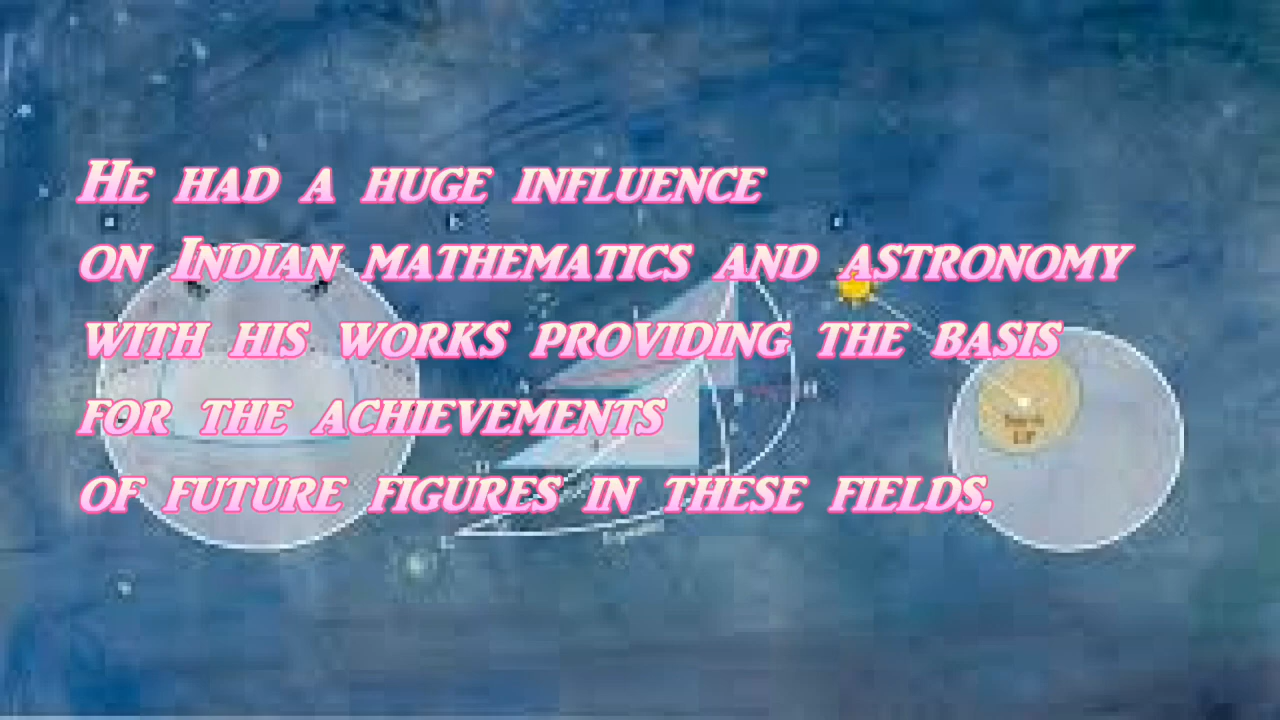 He had a huge influence
on Indian mathematics and astronomy
with his works providing the basis
for the achievements
of future figures in these fields.